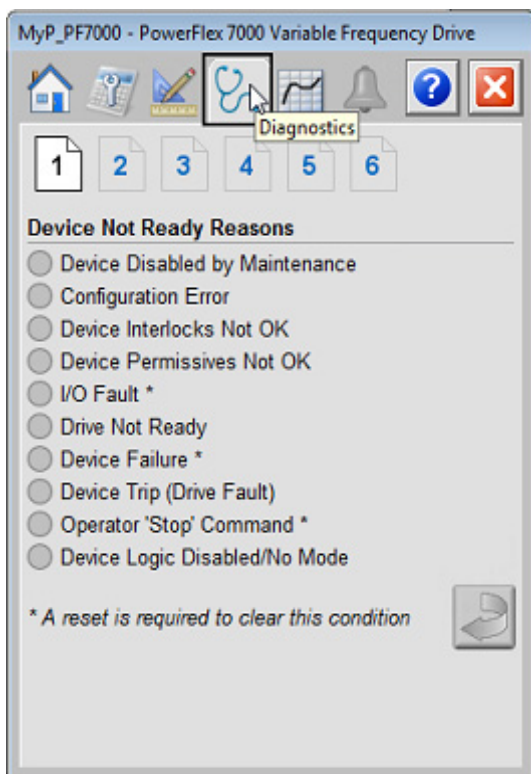 MyP_PF7000 - PowerFlex 7000 Variable Frequency Drive
?
Diagnostics
1 2 3 4 5 6
Device Not Ready Reasons
Device Disabled by Maintenance
Configuration Error
Device Interlocks Not OK
Device Permissives Not OK
I/O Fault *
Drive Not Ready
Device Failure *
Device Trip (Drive Fault)
Operator 'Stop' Command *
Device Logic Disabled/No Mode
* A reset is required to clear this condition